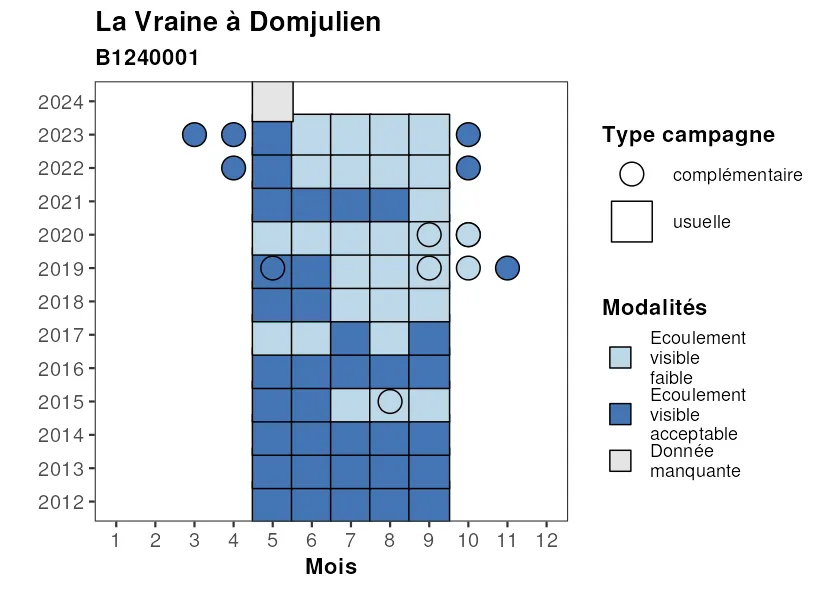 La Vraine à Domjulien
B1240001
2024
2023
2022
2021
2020
2019
2018
2017
2016
2015
2014
2013
2012
1 2 3 4 5 6 7 8 9 10 11 12
Mois
Type campagne
complémentaire
usuelle
Modalités
Ecoulement
visible
faible
Ecoulement
visible
acceptable
Donnée
manquante